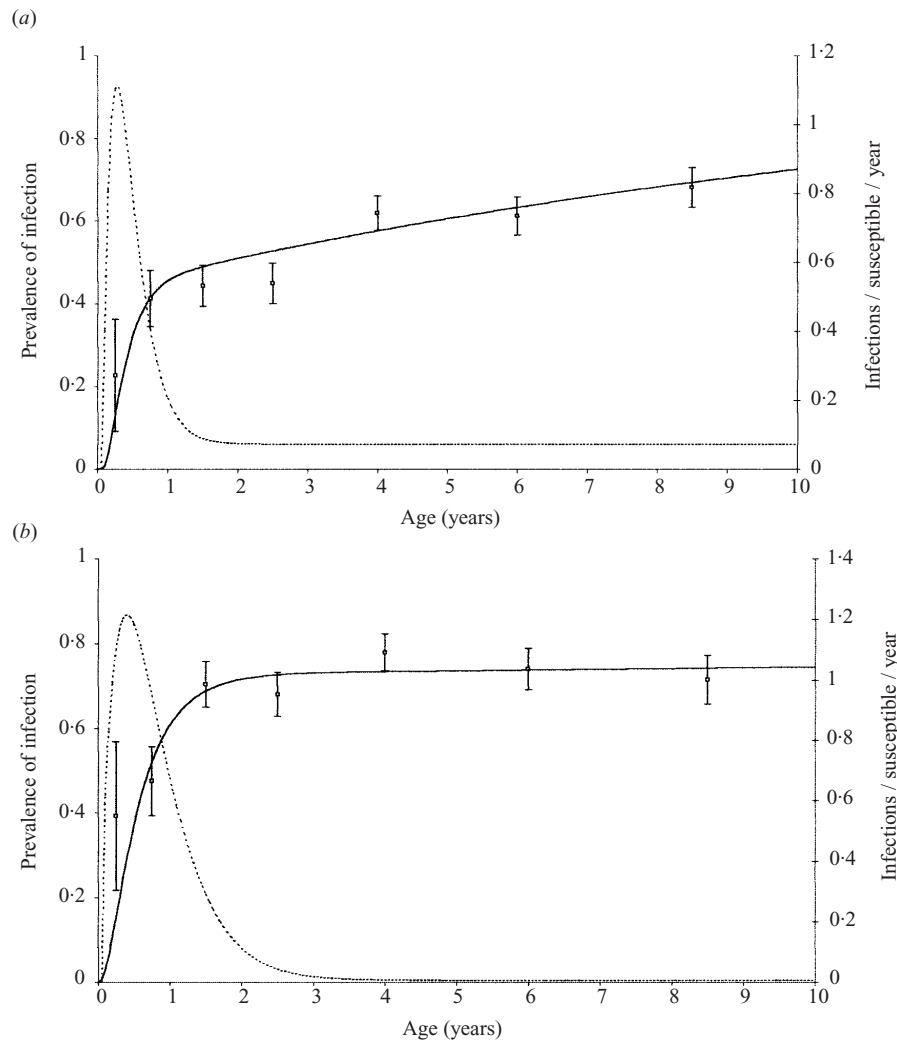 (a)
1
0·8
0·6
0·4
0·2
0
Prevalence of infection
1·2
1
0·8
0·6
0·4
0·2
0
Infections / susceptible / year
0 1 2 3 4 5 6 7 8 9 10
Age (years)
(b)
1
0·8
0·6
0·4
0·2
0
Prevalence of infection
1·4
1·2
1
0·8
0·6
0·4
0·2
0
Infections / susceptible / year
0 1 2 3 4 5 6 7 8 9 10
Age (years)